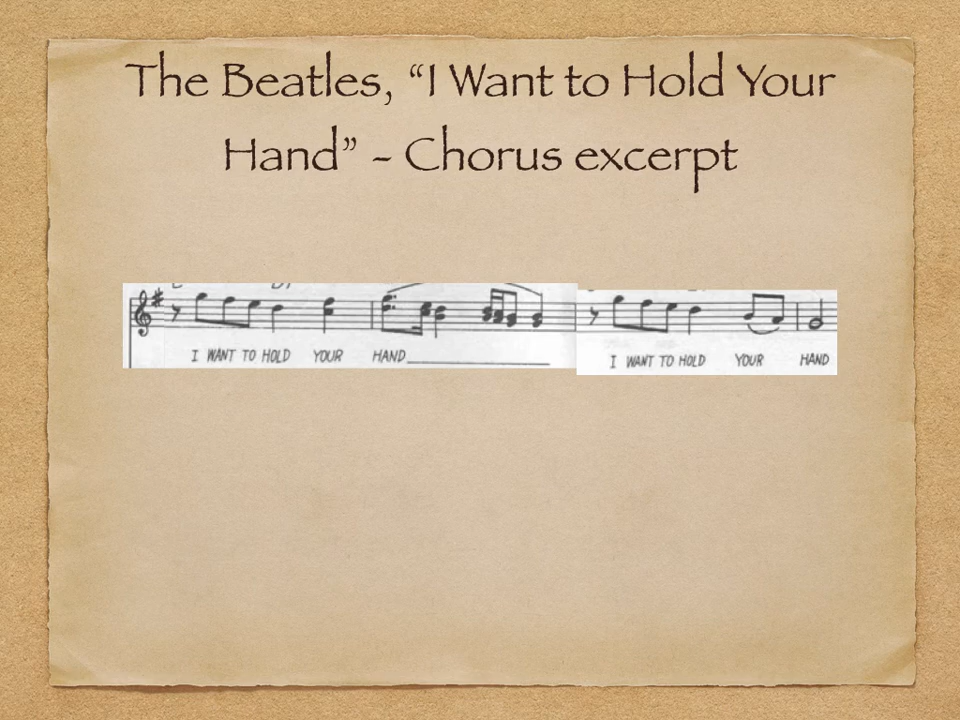 The Beatles, “I Want to Hold Your
Hand” - Chorus excerpt
I WANT TO HOLD YOUR HAND I WANT TO HOLD YOUR HAND